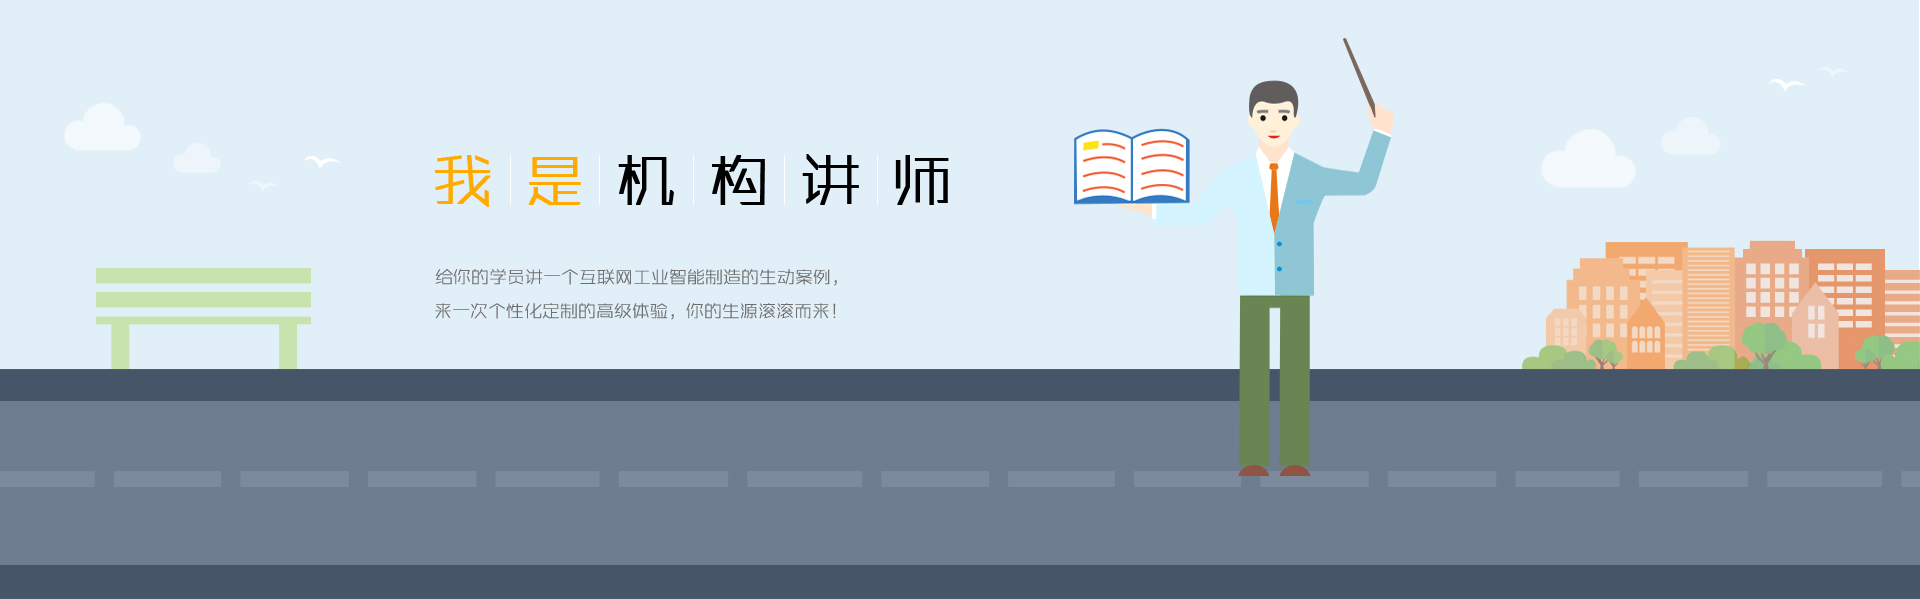 我是机构讲师
给你的学员讲一个互联网工业智能制造的生动案例，
来一次个性化定制的高级体验，你的生源滚滚而来！